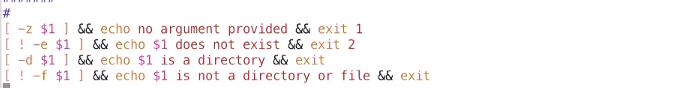 #
[ -z $1 ] && echo no argument provided && exit 1
[ ! -e $1 ] && echo $1 does not exist && exit 2
[ -d $1 ] && echo $1 is a directory && exit
[ ! -f $1 ] && echo $1 is not a directory or file && exit